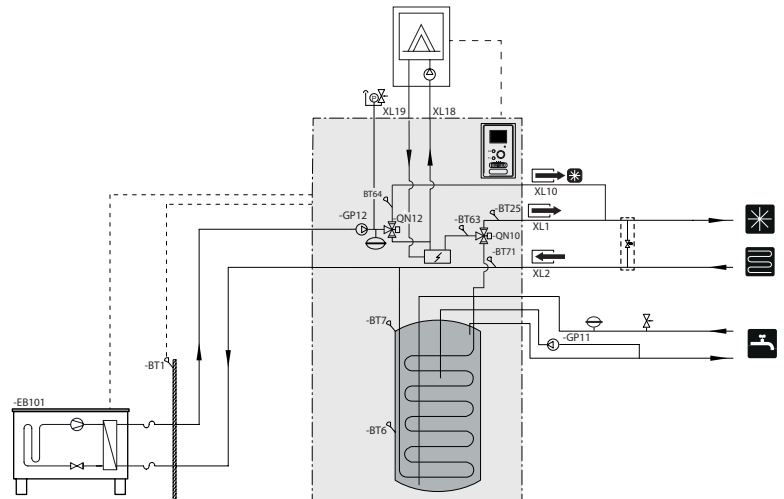 XL19
XL18
BT64
XL10
-GP12
-QN12
-BT63
-BT25
XL1
-QN10
-BT71
XL2
-BT7
-GP11
-BT1
-EB101
-BT6